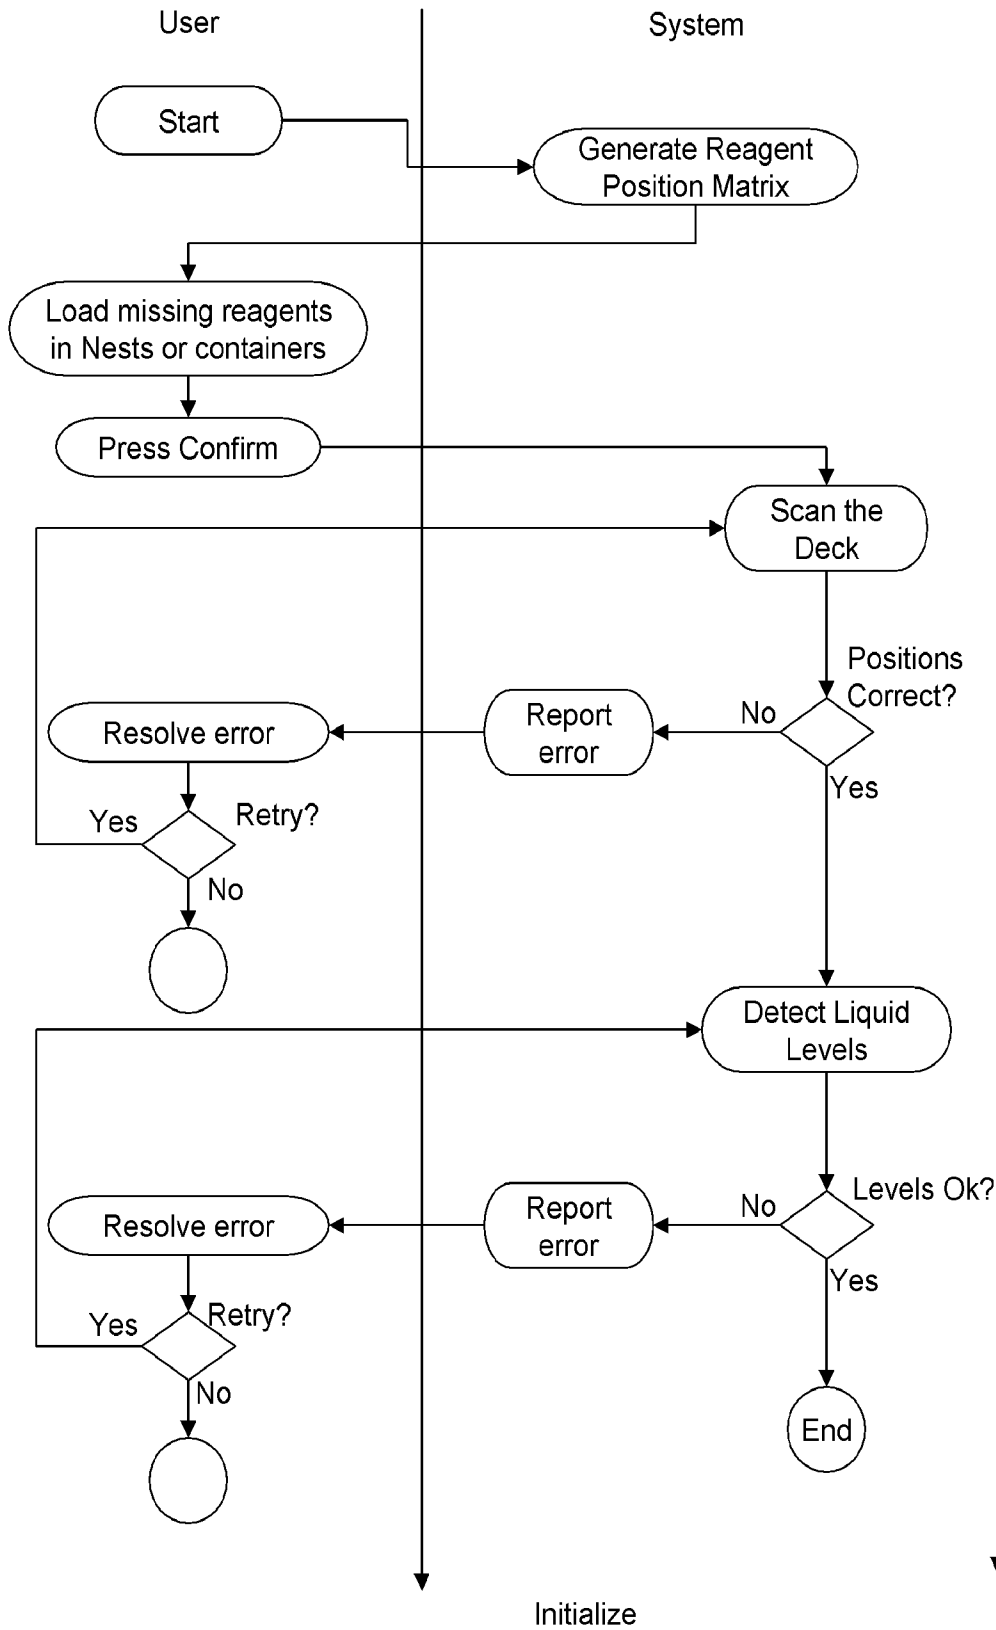 User
System
Start
Generate Reagent
Position Matrix
Load missing reagents
in Nests or containers
Press Confirm
Scan the
Deck
Positions
Correct?
No
Report
error
Resolve error
Yes
Retry?
Yes
No
Detect Liquid
Levels
Levels Ok?
No
Report
error
Resolve error
Yes
Retry?
Yes
No
End
Initialize